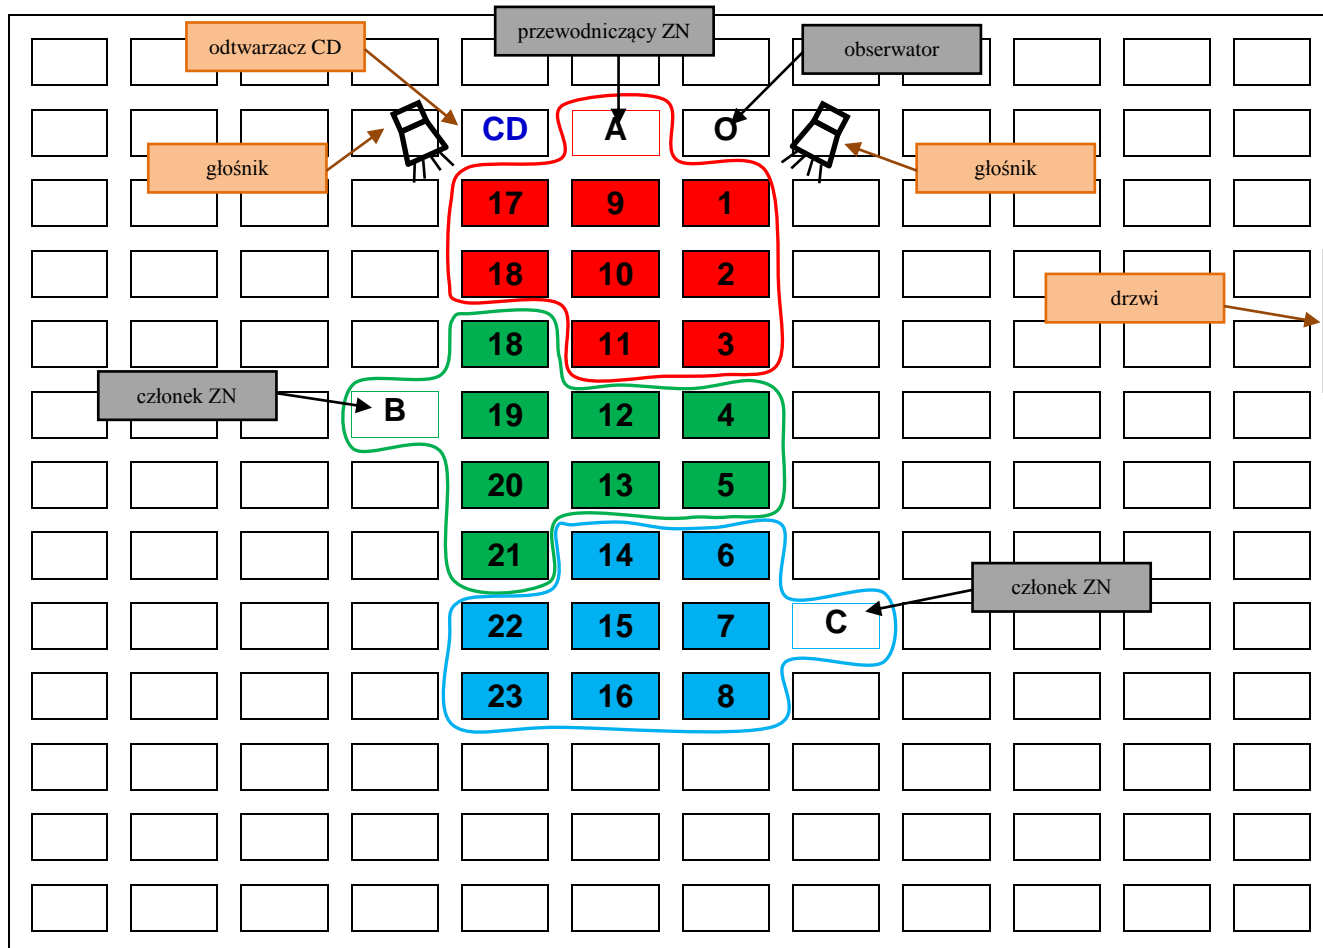 przewodniczący ZN
odtwarzacz CD
obserwator
CD A O
głośnik
głośnik
17 9 1
18 10 2
drzwi
18 11 3
członek ZN
B 19 12 4
20 13 5
21 14 6
członek ZN
22 15 7 C
23 16 8